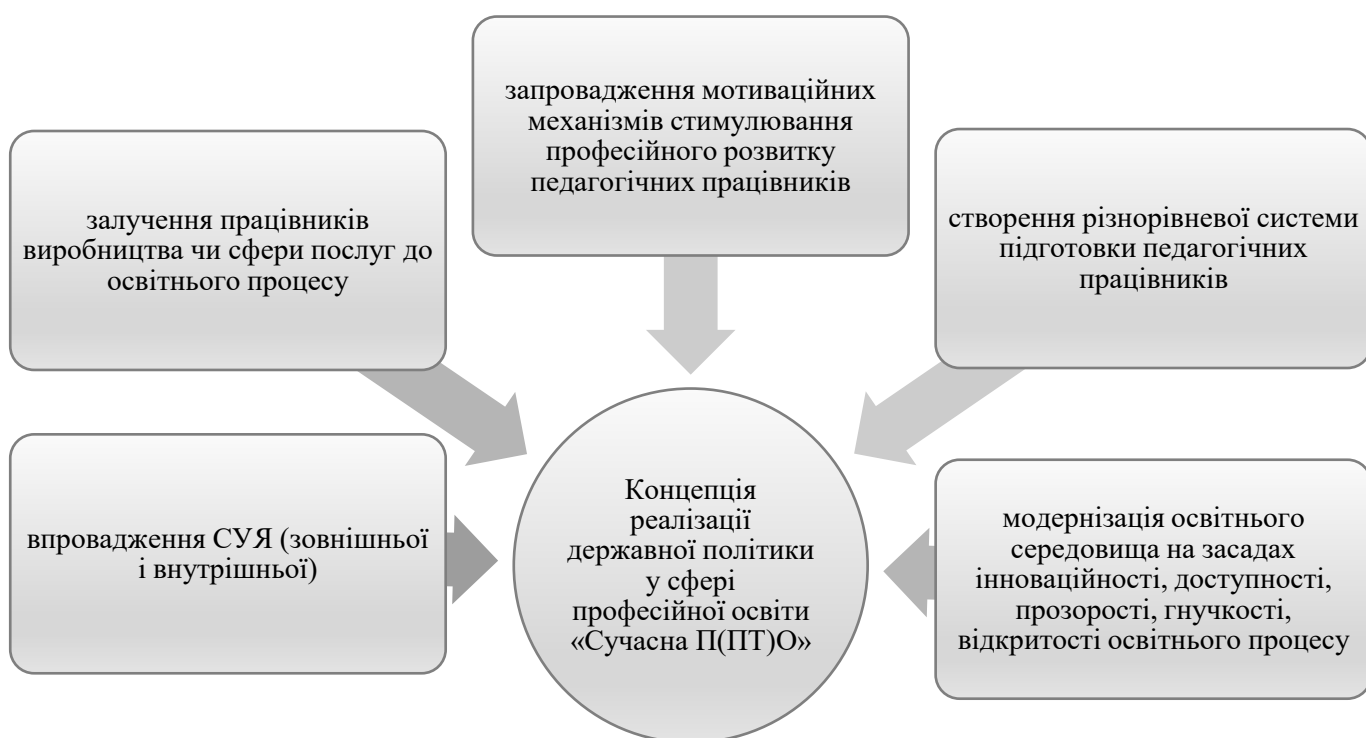 запровадження мотиваційних
механізмів стимулювання
професійного розвитку
педагогічних працівників
залучення працівників
виробництва чи сфери послуг до
освітнього процесу
створення різнорівневої системи
підготовки педагогічних
працівників
впровадження СУЯ (зовнішньої
і внутрішньої)
Концепція
реалізації
державної політики
у сфері
професійної освіти
«Сучасна П(ПТ)О»
модернізація освітнього
середовища на засадах
інноваційності, доступності,
прозорості, гнучкості,
відкритості освітнього процесу